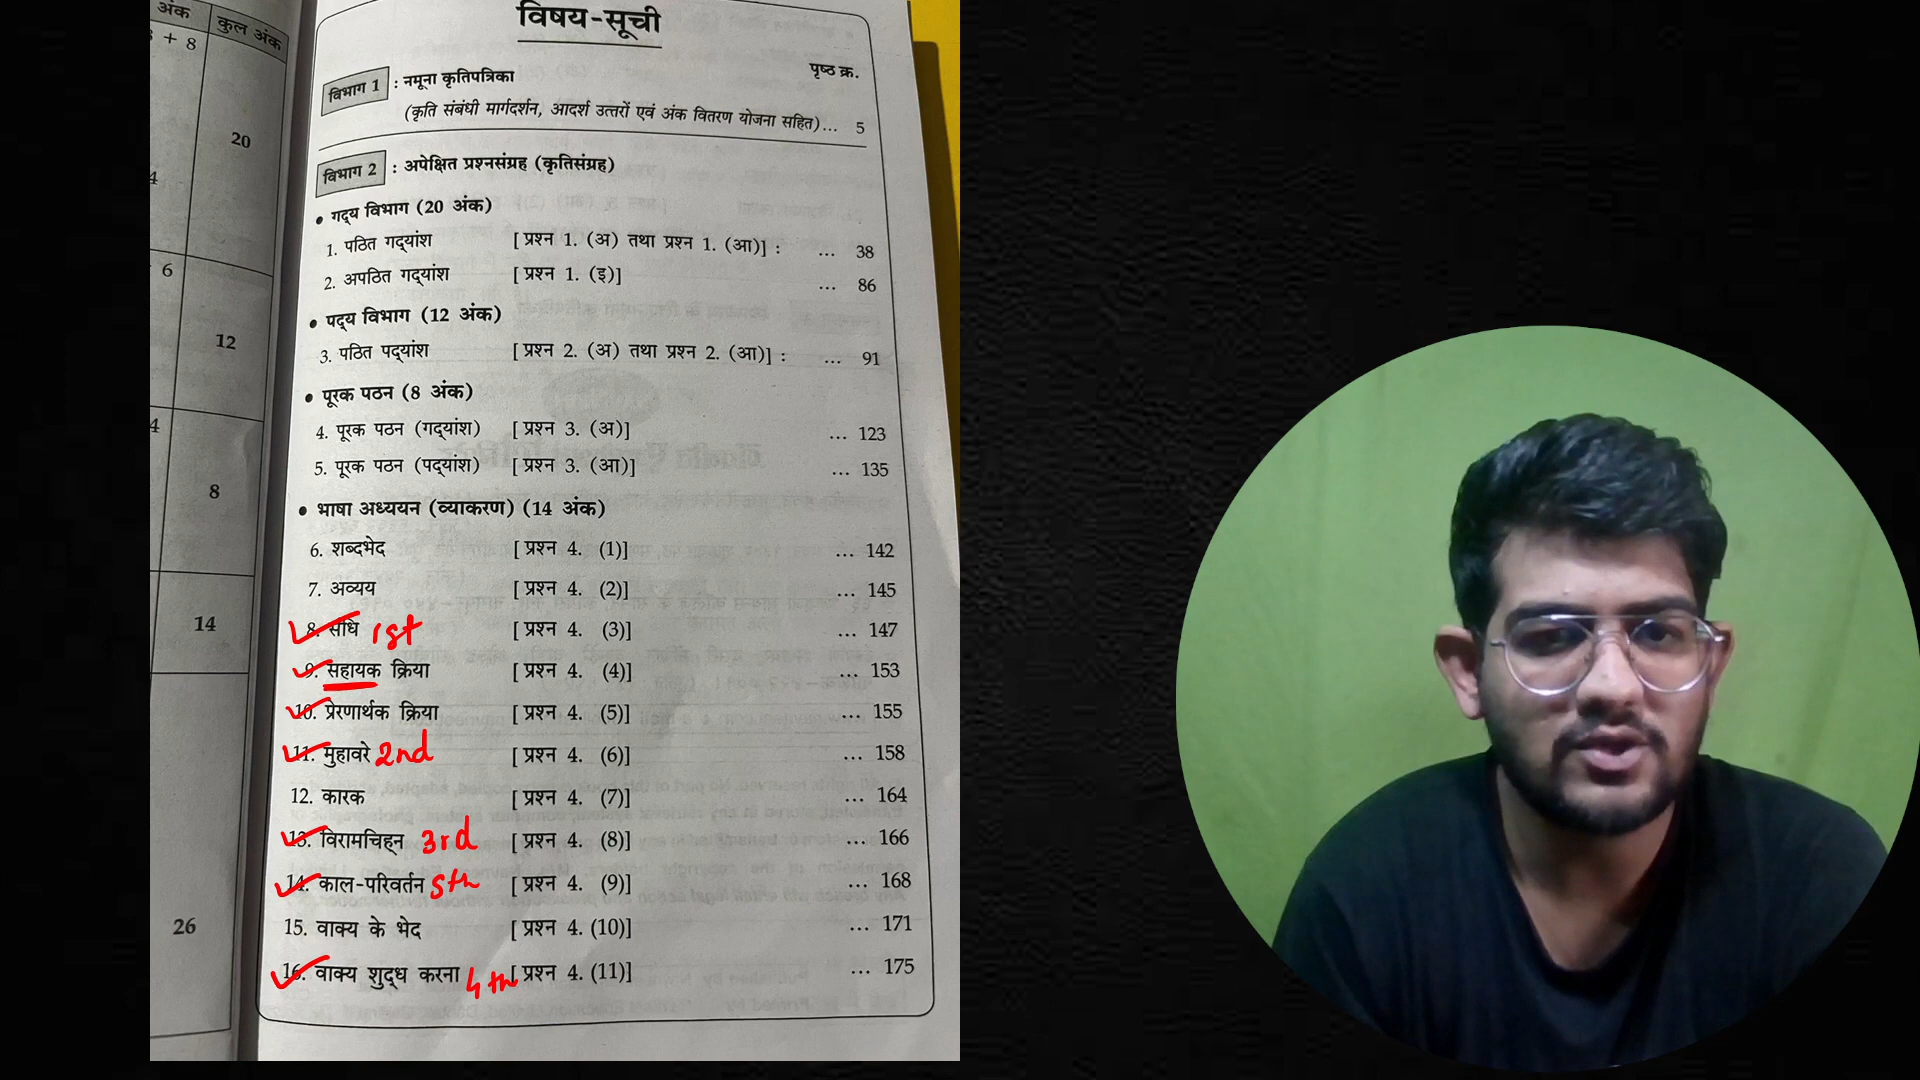 अंक
कुल अंक
+ 8
20
4
6
12
4
8
14
26
विषय-सूची
पृष्ठ क्र.
विभाग 1 : नमूना कृतिपत्रिका
(कृति संबंधी मार्गदर्शन, आदर्श उत्तरों एवं अंक वितरण योजना सहित)... 5
विभाग 2 : अपेक्षित प्रश्नसंग्रह (कृतिसंग्रह)
• गद्य विभाग (20 अंक)
1. पठित गद्यांश [ प्रश्न 1. (अ) तथा प्रश्न 1. (आ)] : ... 38
2. अपठित गद्यांश [ प्रश्न 1. (इ)] ... 86
• पद्य विभाग (12 अंक)
3. पठित पद्यांश [ प्रश्न 2. (अ) तथा प्रश्न 2. (आ)] : ... 91
• पूरक पठन (8 अंक)
4. पूरक पठन (गद्यांश) [ प्रश्न 3. (अ)] ... 123
5. पूरक पठन (पद्यांश) [ प्रश्न 3. (आ)] ... 135
• भाषा अध्ययन (व्याकरण) (14 अंक)
6. शब्दभेद [ प्रश्न 4. (1)] ... 142
7. अव्यय [ प्रश्न 4. (2)] ... 145
8. संधि 1st [ प्रश्न 4. (3)] ... 147
9. सहायक क्रिया [ प्रश्न 4. (4)] ... 153
10. प्रेरणार्थक क्रिया [ प्रश्न 4. (5)] ... 155
11. मुहावरे 2nd [ प्रश्न 4. (6)] ... 158
12. कारक [ प्रश्न 4. (7)] ... 164
13. विरामचिह्न 3rd [ प्रश्न 4. (8)] ... 166
14. काल-परिवर्तन 5th [ प्रश्न 4. (9)] ... 168
15. वाक्य के भेद [ प्रश्न 4. (10)] ... 171
16. वाक्य शुद्ध करना 4th [ प्रश्न 4. (11)] ... 175